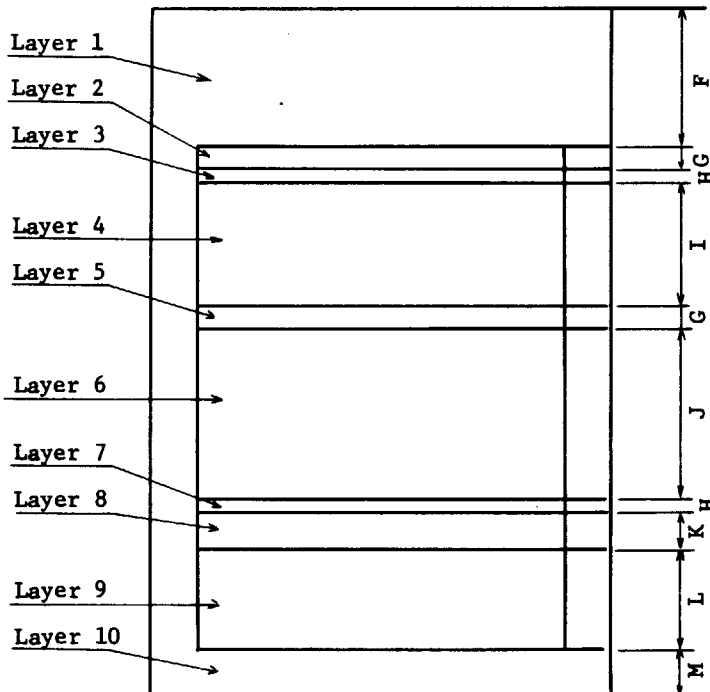 Layer 1
Layer 2
Layer 3
Layer 4
Layer 5
Layer 6
Layer 7
Layer 8
Layer 9
Layer 10
F
G
H
I
G
J
H
K
L
M